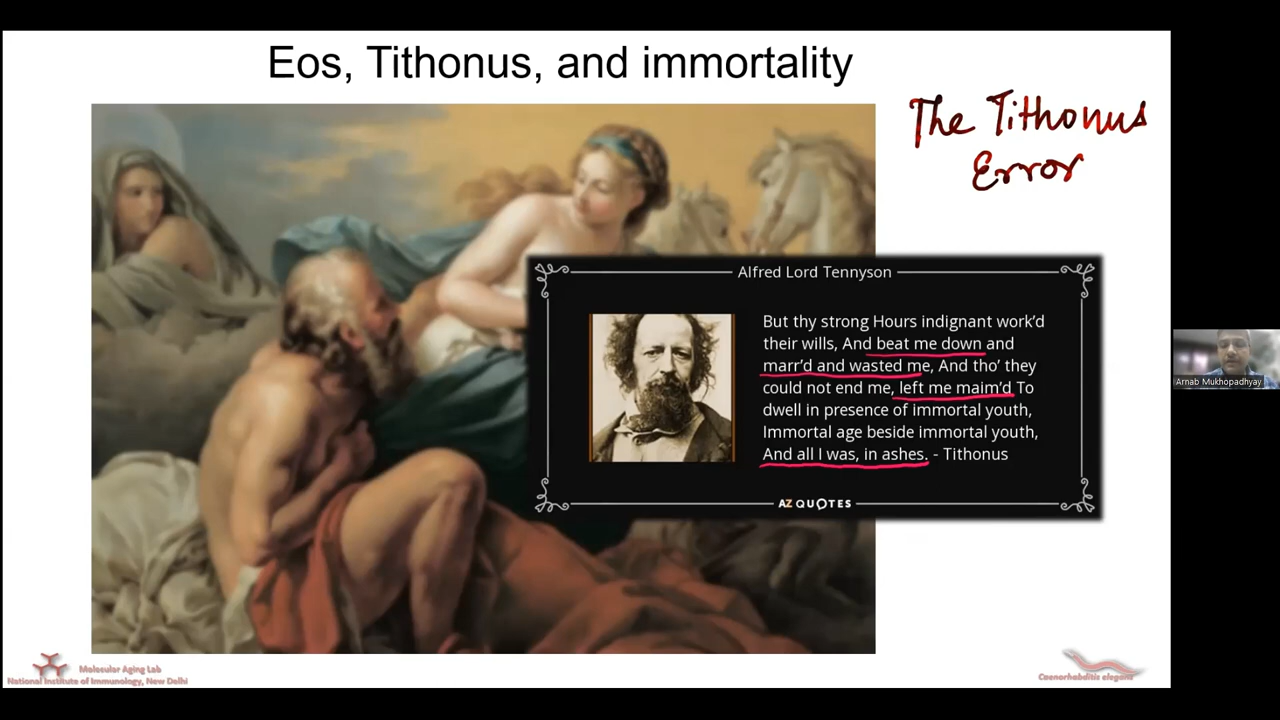 Eos, Tithonus, and immortality
The Tithonus
Error
Alfred Lord Tennyson
But thy strong Hours indignant work’d
their wills, And beat me down and
marr’d and wasted me, And tho’ they
could not end me, left me maim’d To
dwell in presence of immortal youth,
Immortal age beside immortal youth,
And all I was, in ashes. - Tithonus
AZ QUOTES
Arnab Mukhopadhyay
Molecular Aging Lab
National Institute of Immunology, New Delhi
Caenorhabditis elegans